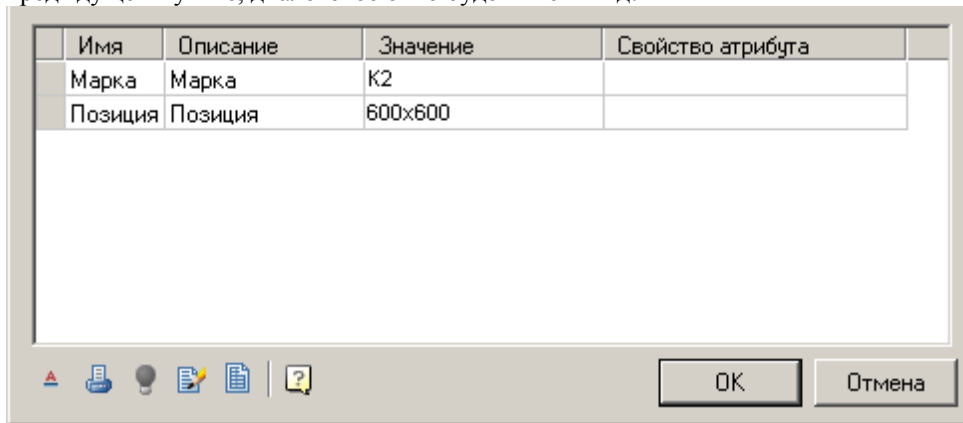 Имя Описание Значение Свойство атрибута
Марка Марка К2
Позиция Позиция 600x600
OK Отмена